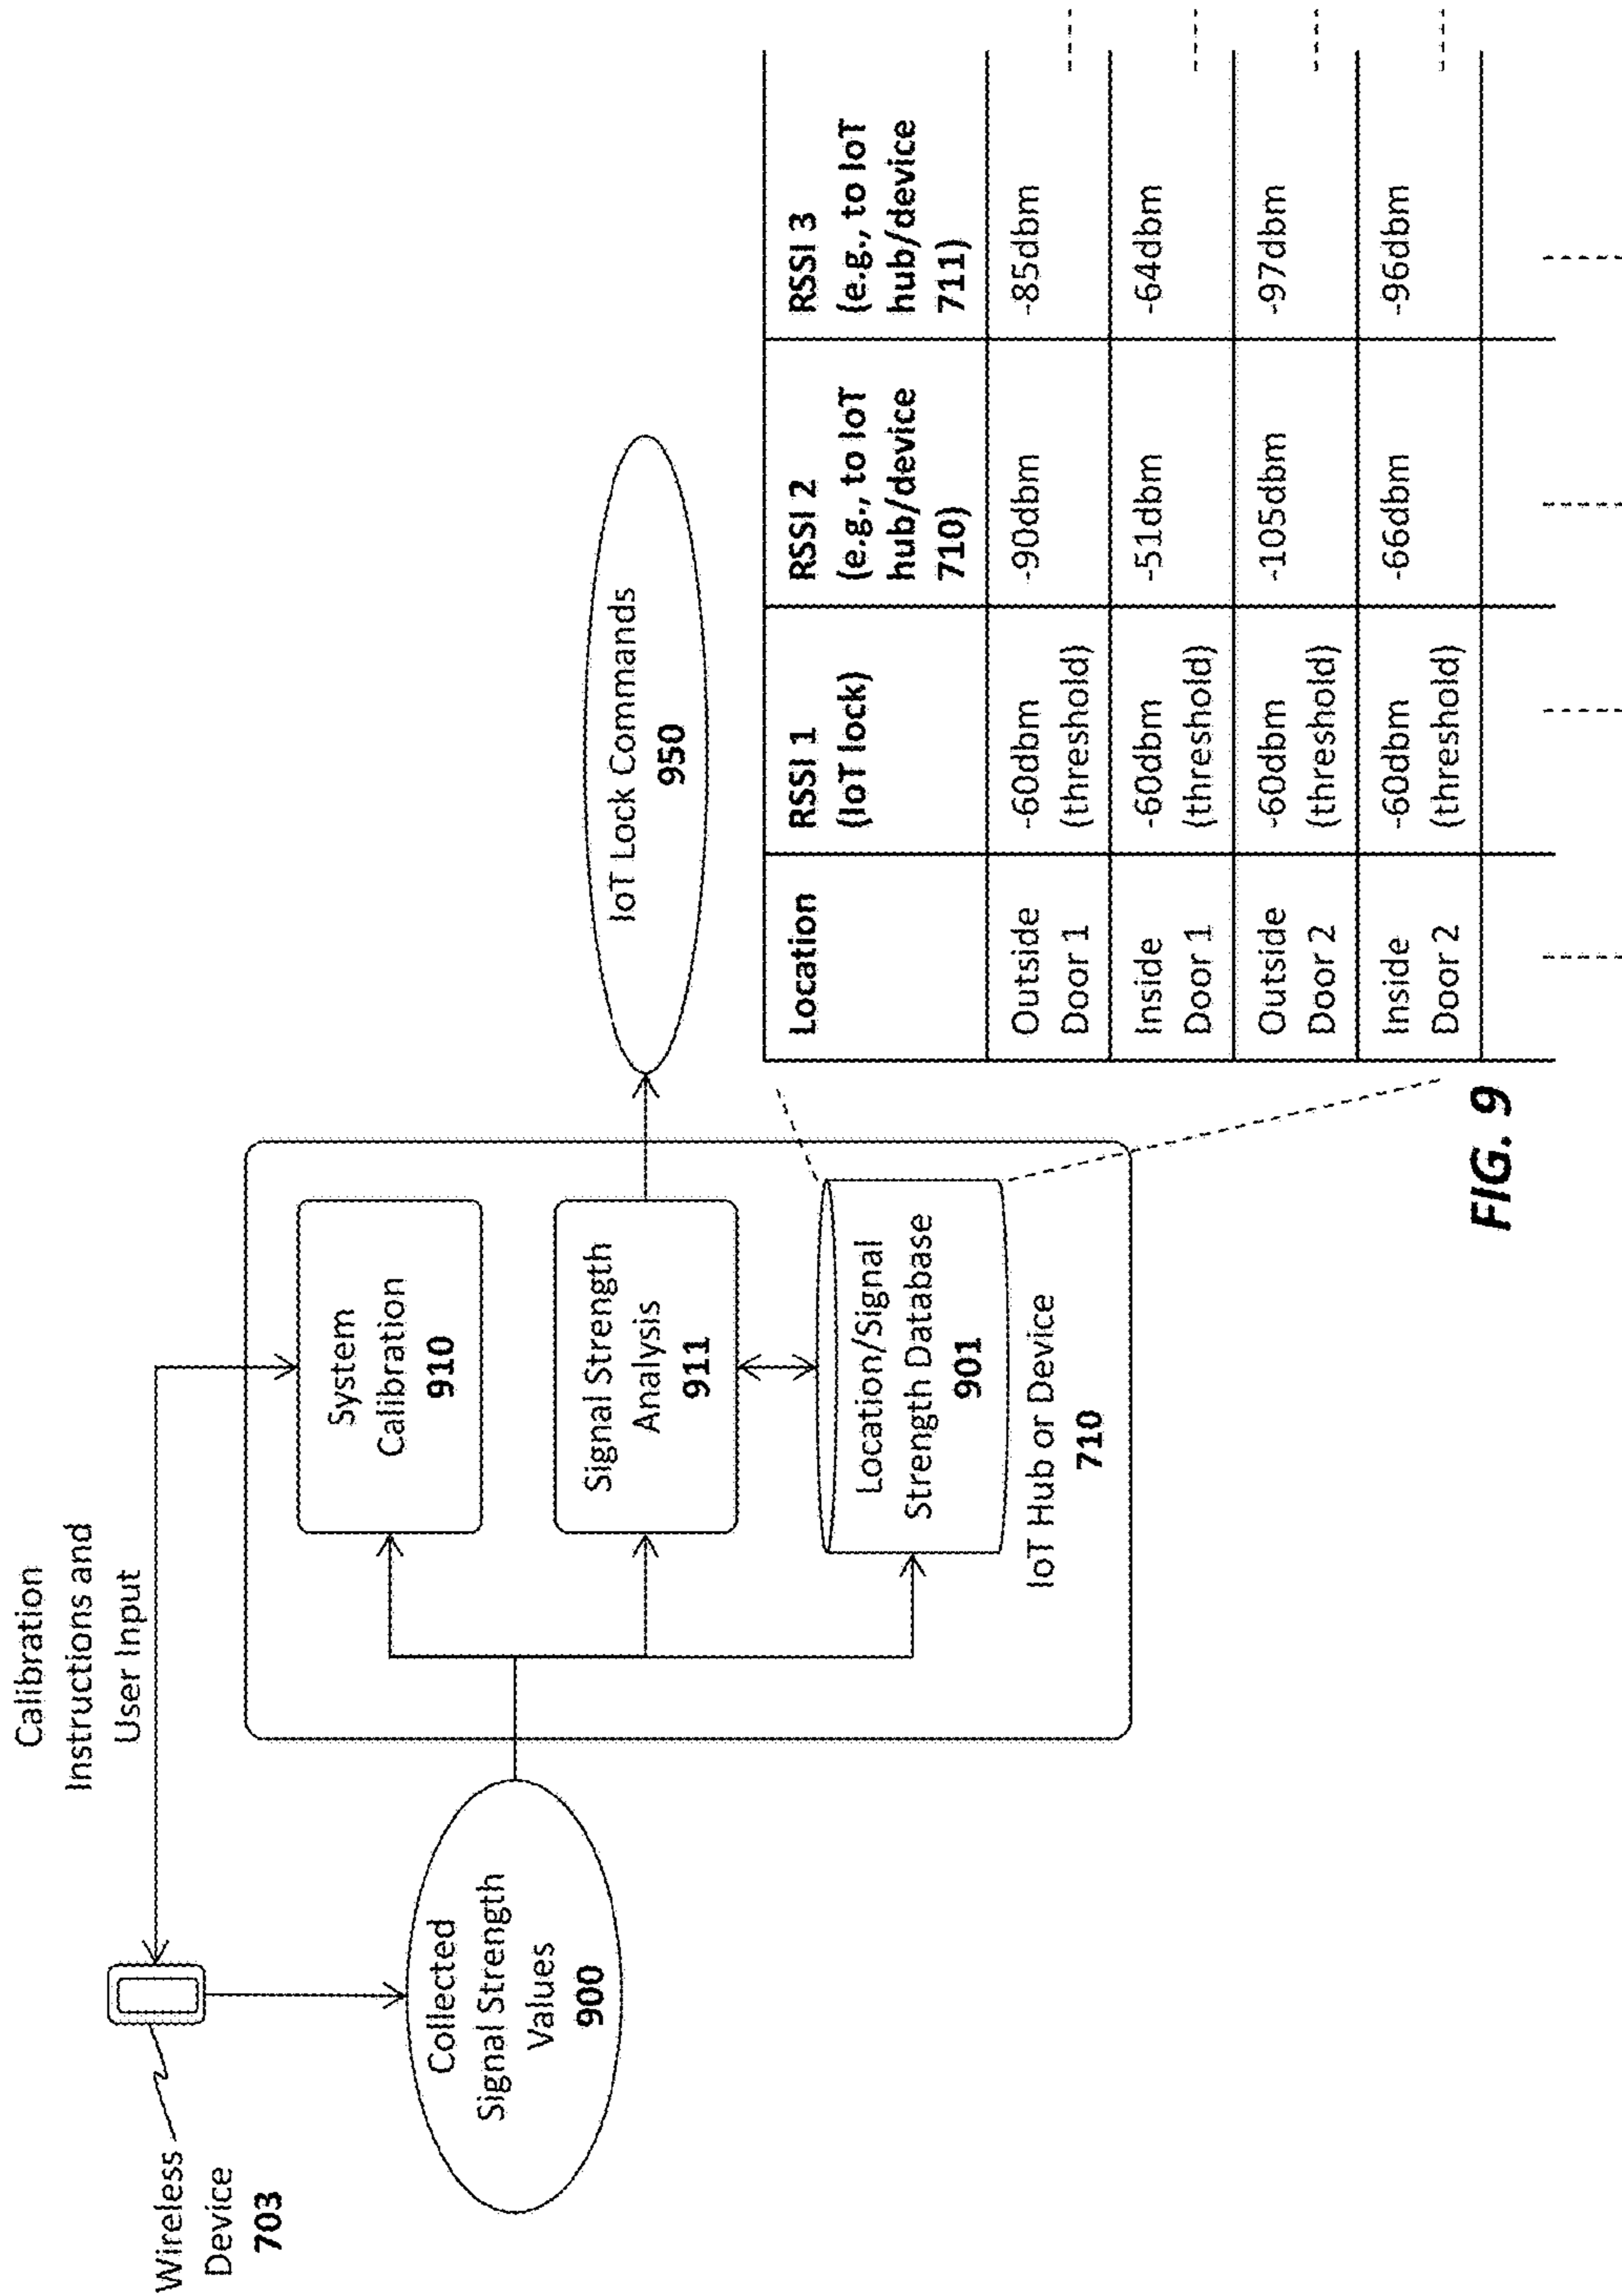 Calibration
Instructions and
User Input
Wireless
Device
703
Collected
Signal Strength
Values
900
System
Calibration
910
Signal Strength
Analysis
911
Location/Signal
Strength Database
901
IoT Hub or Device
710
IoT Lock Commands
950
Location
RSSI 1
(IoT lock)
RSSI 2
(e.g., to IoT
hub/device
710)
RSSI 3
(e.g., to IoT
hub/device
711)
Outside
Door 1
-60dbm
(threshold)
-90dbm
-85dbm
Inside
Door 1
-60dbm
(threshold)
-51dbm
-64dbm
Outside
Door 2
-60dbm
(threshold)
-105dbm
-97dbm
Inside
Door 2
-60dbm
(threshold)
-66dbm
-96dbm
FIG. 9